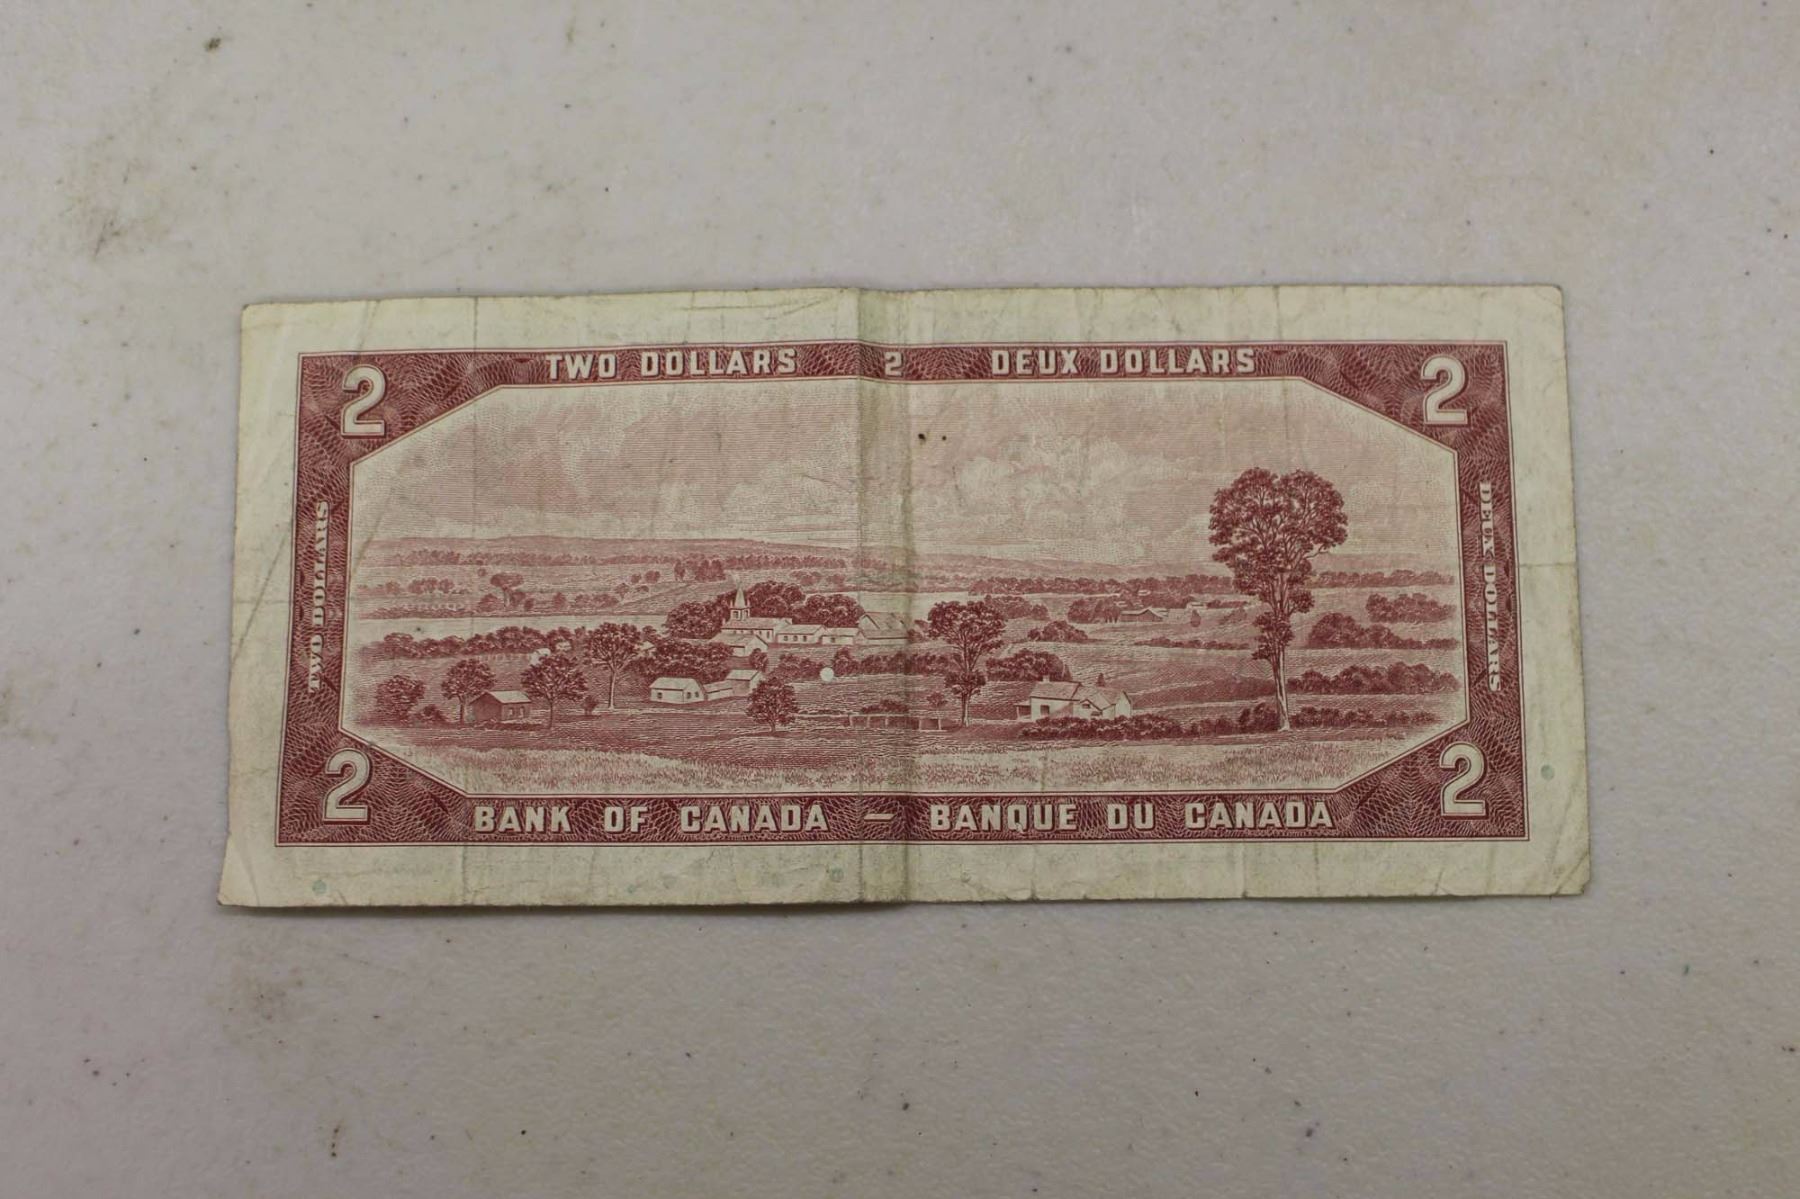 TWO DOLLARS 2 DEUX DOLLARS
2 2
TWO DOLLARS
DEUX DOLLARS
2 2
BANK OF CANADA – BANQUE DU CANADA